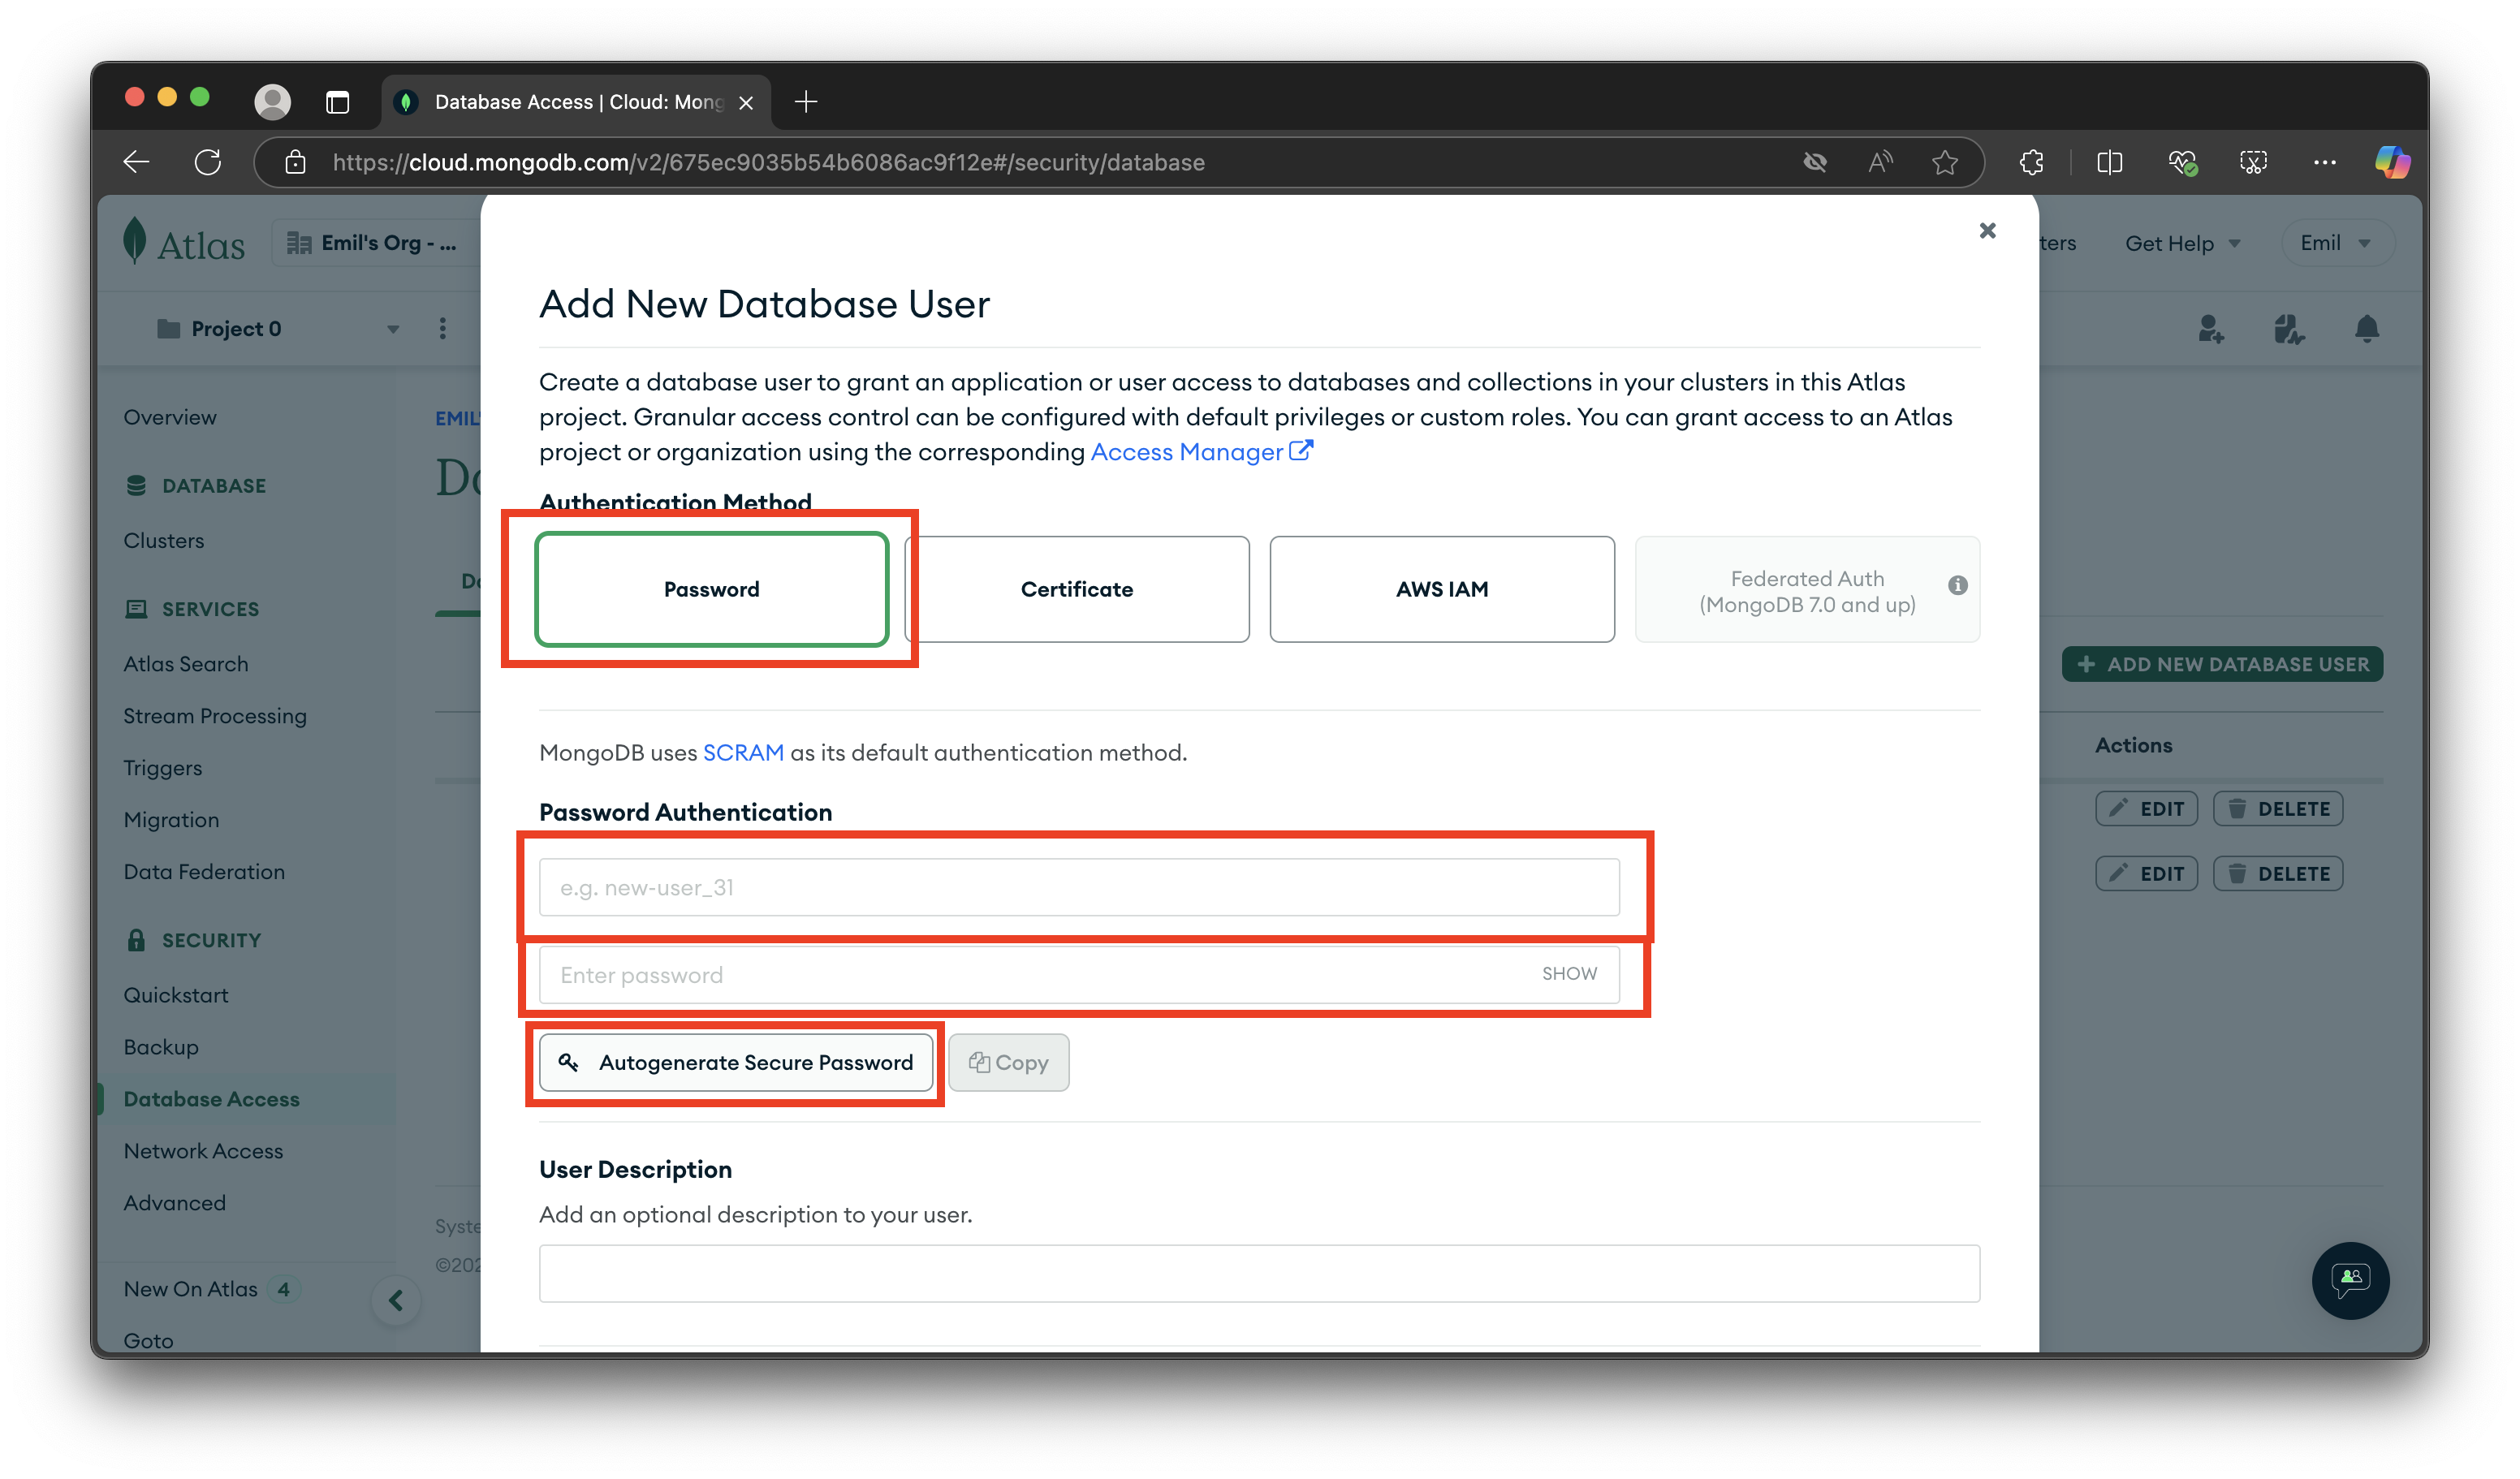 Database Access | Cloud: Mong
https://cloud.mongodb.com/v2/675ec9035b54b6086ac9f12e#/security/database
Atlas
Emil's Org - ...
ters
Get Help
Emil
Project 0
Overview
DATABASE
Clusters
SERVICES
Atlas Search
Stream Processing
Triggers
Migration
Data Federation
SECURITY
Quickstart
Backup
Database Access
Network Access
Advanced
New On Atlas 4
Goto
EMIL'
Da
Da
Syste
©202
Add New Database User
Create a database user to grant an application or user access to databases and collections in your clusters in this Atlas
project. Granular access control can be configured with default privileges or custom roles. You can grant access to an Atlas
project or organization using the corresponding Access Manager
Authentication Method
Password
Certificate
AWS IAM
Federated Auth
(MongoDB 7.0 and up)
MongoDB uses SCRAM as its default authentication method.
Password Authentication
e.g. new-user_31
Enter password
SHOW
Autogenerate Secure Password
Copy
User Description
Add an optional description to your user.
+ ADD NEW DATABASE USER
Actions
EDIT
DELETE
EDIT
DELETE